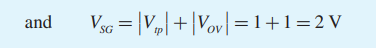 and V_SG = |V_tp| + |V_OV| = 1 + 1 = 2 V